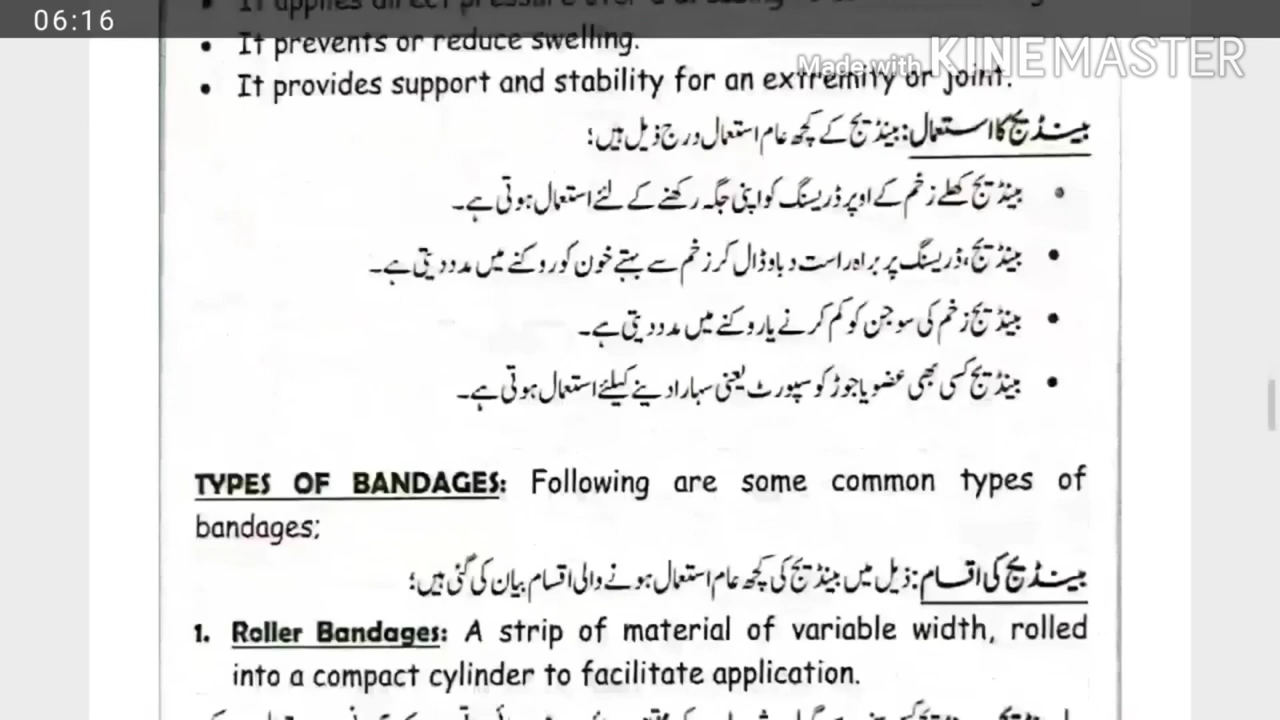 06:16
Made with KINEMASTER
• It applies direct pressure over a
• It prevents or reduce swelling.
• It provides support and stability for an extremity or joint.
بینڈیج کا استعمال: بینڈیج کے کچھ عام استعمال درج ذیل ہیں؛
• بینڈیج کھلے زخم کے اوپر ڈریسنگ کو اپنی جگہ رکھنے کے لئے استعمال ہوتی ہے۔
• بینڈیج، ڈریسنگ پر براہ راست دباو ڈال کر زخم سے بہتے خون کو روکنے میں مدد دیتی ہے۔
• بینڈیج زخم کی سوجن کو کم کرنے یا روکنے میں مدد دیتی ہے۔
• بینڈیج کسی بھی عضو یا جوڑ کو سپورٹ یعنی سہارا دینے کیلئے استعمال ہوتی ہے۔
TYPES OF BANDAGES: Following are some common types of
bandages;
بینڈیج کی اقسام: ذیل میں بینڈیج کی کچھ عام استعمال ہونے والی اقسام بیان کی گئی ہیں؛
1. Roller Bandages: A strip of material of variable width, rolled
into a compact cylinder to facilitate application.